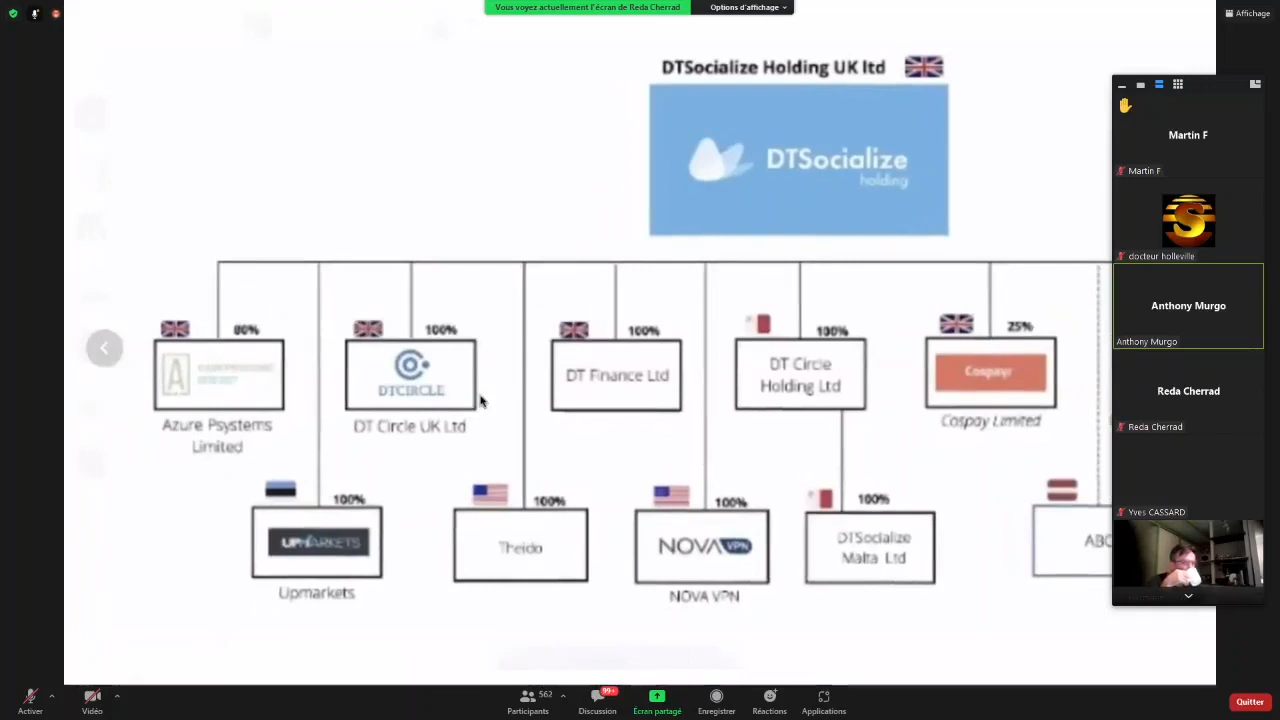 Vous voyez actuellement l'écran de Reda Cherrad
Options d'affichage
Affichage
DTSocialize Holding UK ltd
DTSocialize
holding
80%
100%
100%
100%
25%
A
DTCIRCLE
DT Finance Ltd
DT Circle
Holding Ltd
Cospayr
Azure Psystems
Limited
DT Circle UK Ltd
Cospay Limited
100%
100%
100%
100%
UPMARKETS
Theido
NOVA VPN
DTSocialize
Malta Ltd
ABC
Upmarkets
NOVA VPN
Martin F
Martin F
S
docteur holleville
Anthony Murgo
Anthony Murgo
Reda Cherrad
Reda Cherrad
Yves CASSARD
Activer
Vidéo
562
Participants
99+
Discussion
Écran partagé
Enregistrer
Réactions
Applications
Quitter